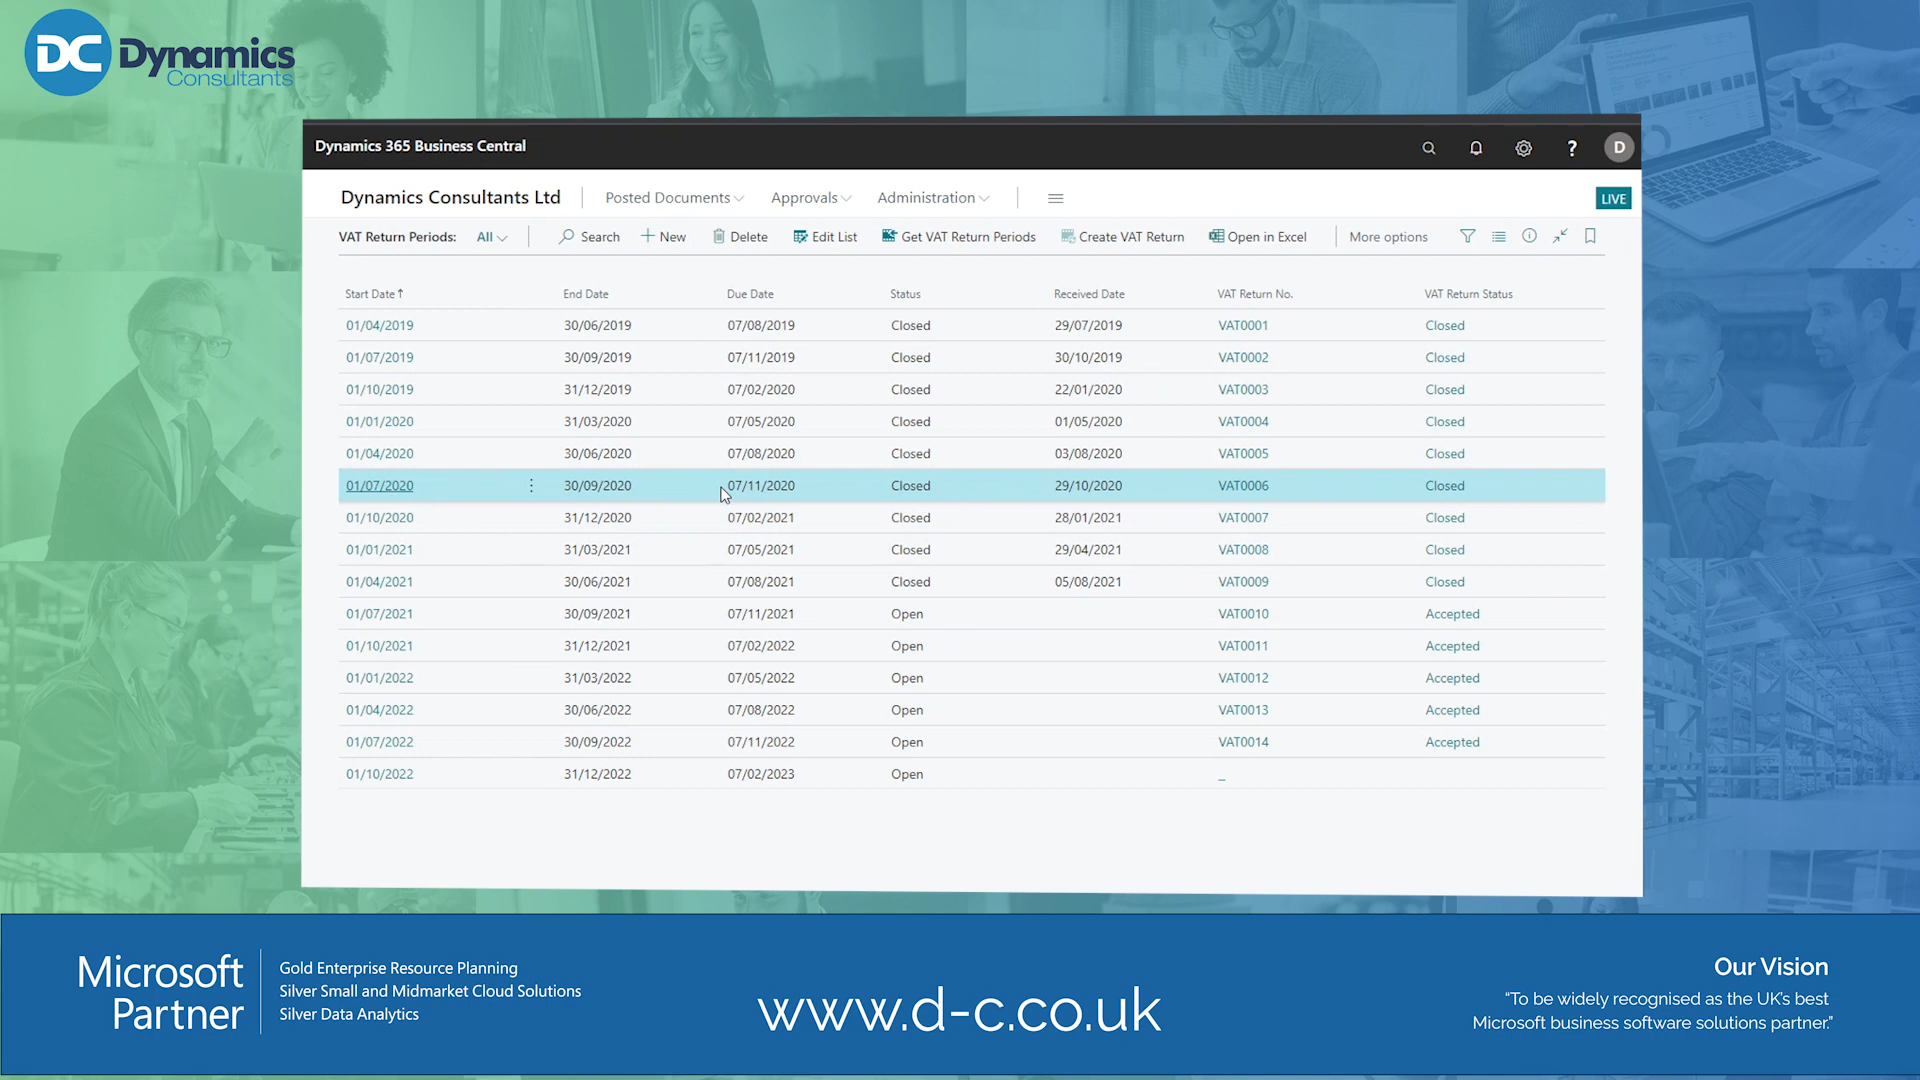 DC Dynamics
Consultants
Dynamics 365 Business Central
? D
Dynamics Consultants Ltd Posted Documents Approvals Administration LIVE
VAT Return Periods: All Search New Delete Edit List Get VAT Return Periods Create VAT Return Open in Excel More options
Start Date↑ End Date Due Date Status Received Date VAT Return No. VAT Return Status
01/04/2019 30/06/2019 07/08/2019 Closed 29/07/2019 VAT0001 Closed
01/07/2019 30/09/2019 07/11/2019 Closed 30/10/2019 VAT0002 Closed
01/10/2019 31/12/2019 07/02/2020 Closed 22/01/2020 VAT0003 Closed
01/01/2020 31/03/2020 07/05/2020 Closed 01/05/2020 VAT0004 Closed
01/04/2020 30/06/2020 07/08/2020 Closed 03/08/2020 VAT0005 Closed
01/07/2020 30/09/2020 07/11/2020 Closed 29/10/2020 VAT0006 Closed
01/10/2020 31/12/2020 07/02/2021 Closed 28/01/2021 VAT0007 Closed
01/01/2021 31/03/2021 07/05/2021 Closed 29/04/2021 VAT0008 Closed
01/04/2021 30/06/2021 07/08/2021 Closed 05/08/2021 VAT0009 Closed
01/07/2021 30/09/2021 07/11/2021 Open VAT0010 Accepted
01/10/2021 31/12/2021 07/02/2022 Open VAT0011 Accepted
01/01/2022 31/03/2022 07/05/2022 Open VAT0012 Accepted
01/04/2022 30/06/2022 07/08/2022 Open VAT0013 Accepted
01/07/2022 30/09/2022 07/11/2022 Open VAT0014 Accepted
01/10/2022 31/12/2022 07/02/2023 Open _
Microsoft
Partner
Gold Enterprise Resource Planning
Silver Small and Midmarket Cloud Solutions
Silver Data Analytics
www.d-c.co.uk
Our Vision
“To be widely recognised as the UK's best
Microsoft business software solutions partner.”